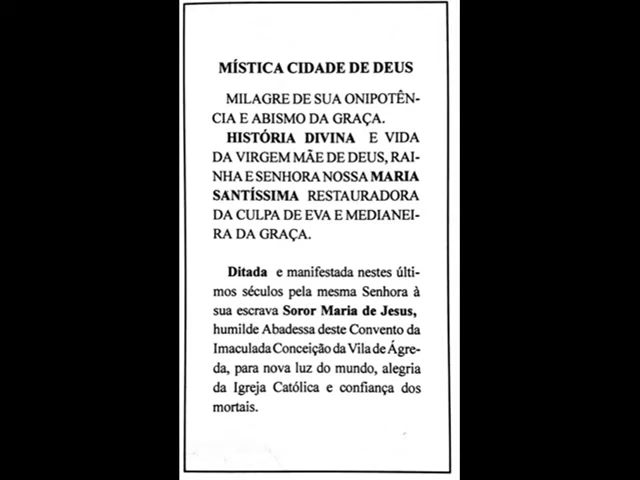 MÍSTICA CIDADE DE DEUS
MILAGRE DE SUA ONIPOTÊN-
CIA E ABISMO DA GRAÇA.
HISTÓRIA DIVINA E VIDA
DA VIRGEM MÃE DE DEUS, RAI-
NHA E SENHORA NOSSA MARIA
SANTÍSSIMA RESTAURADORA
DA CULPA DE EVA E MEDIANEI-
RA DA GRAÇA.
Ditada e manifestada nestes últi-
mos séculos pela mesma Senhora à
sua escrava Soror Maria de Jesus,
humilde Abadessa deste Convento da
Imaculada Conceição da Vila de Ágre-
da, para nova luz do mundo, alegria
da Igreja Católica e confiança dos
mortais.